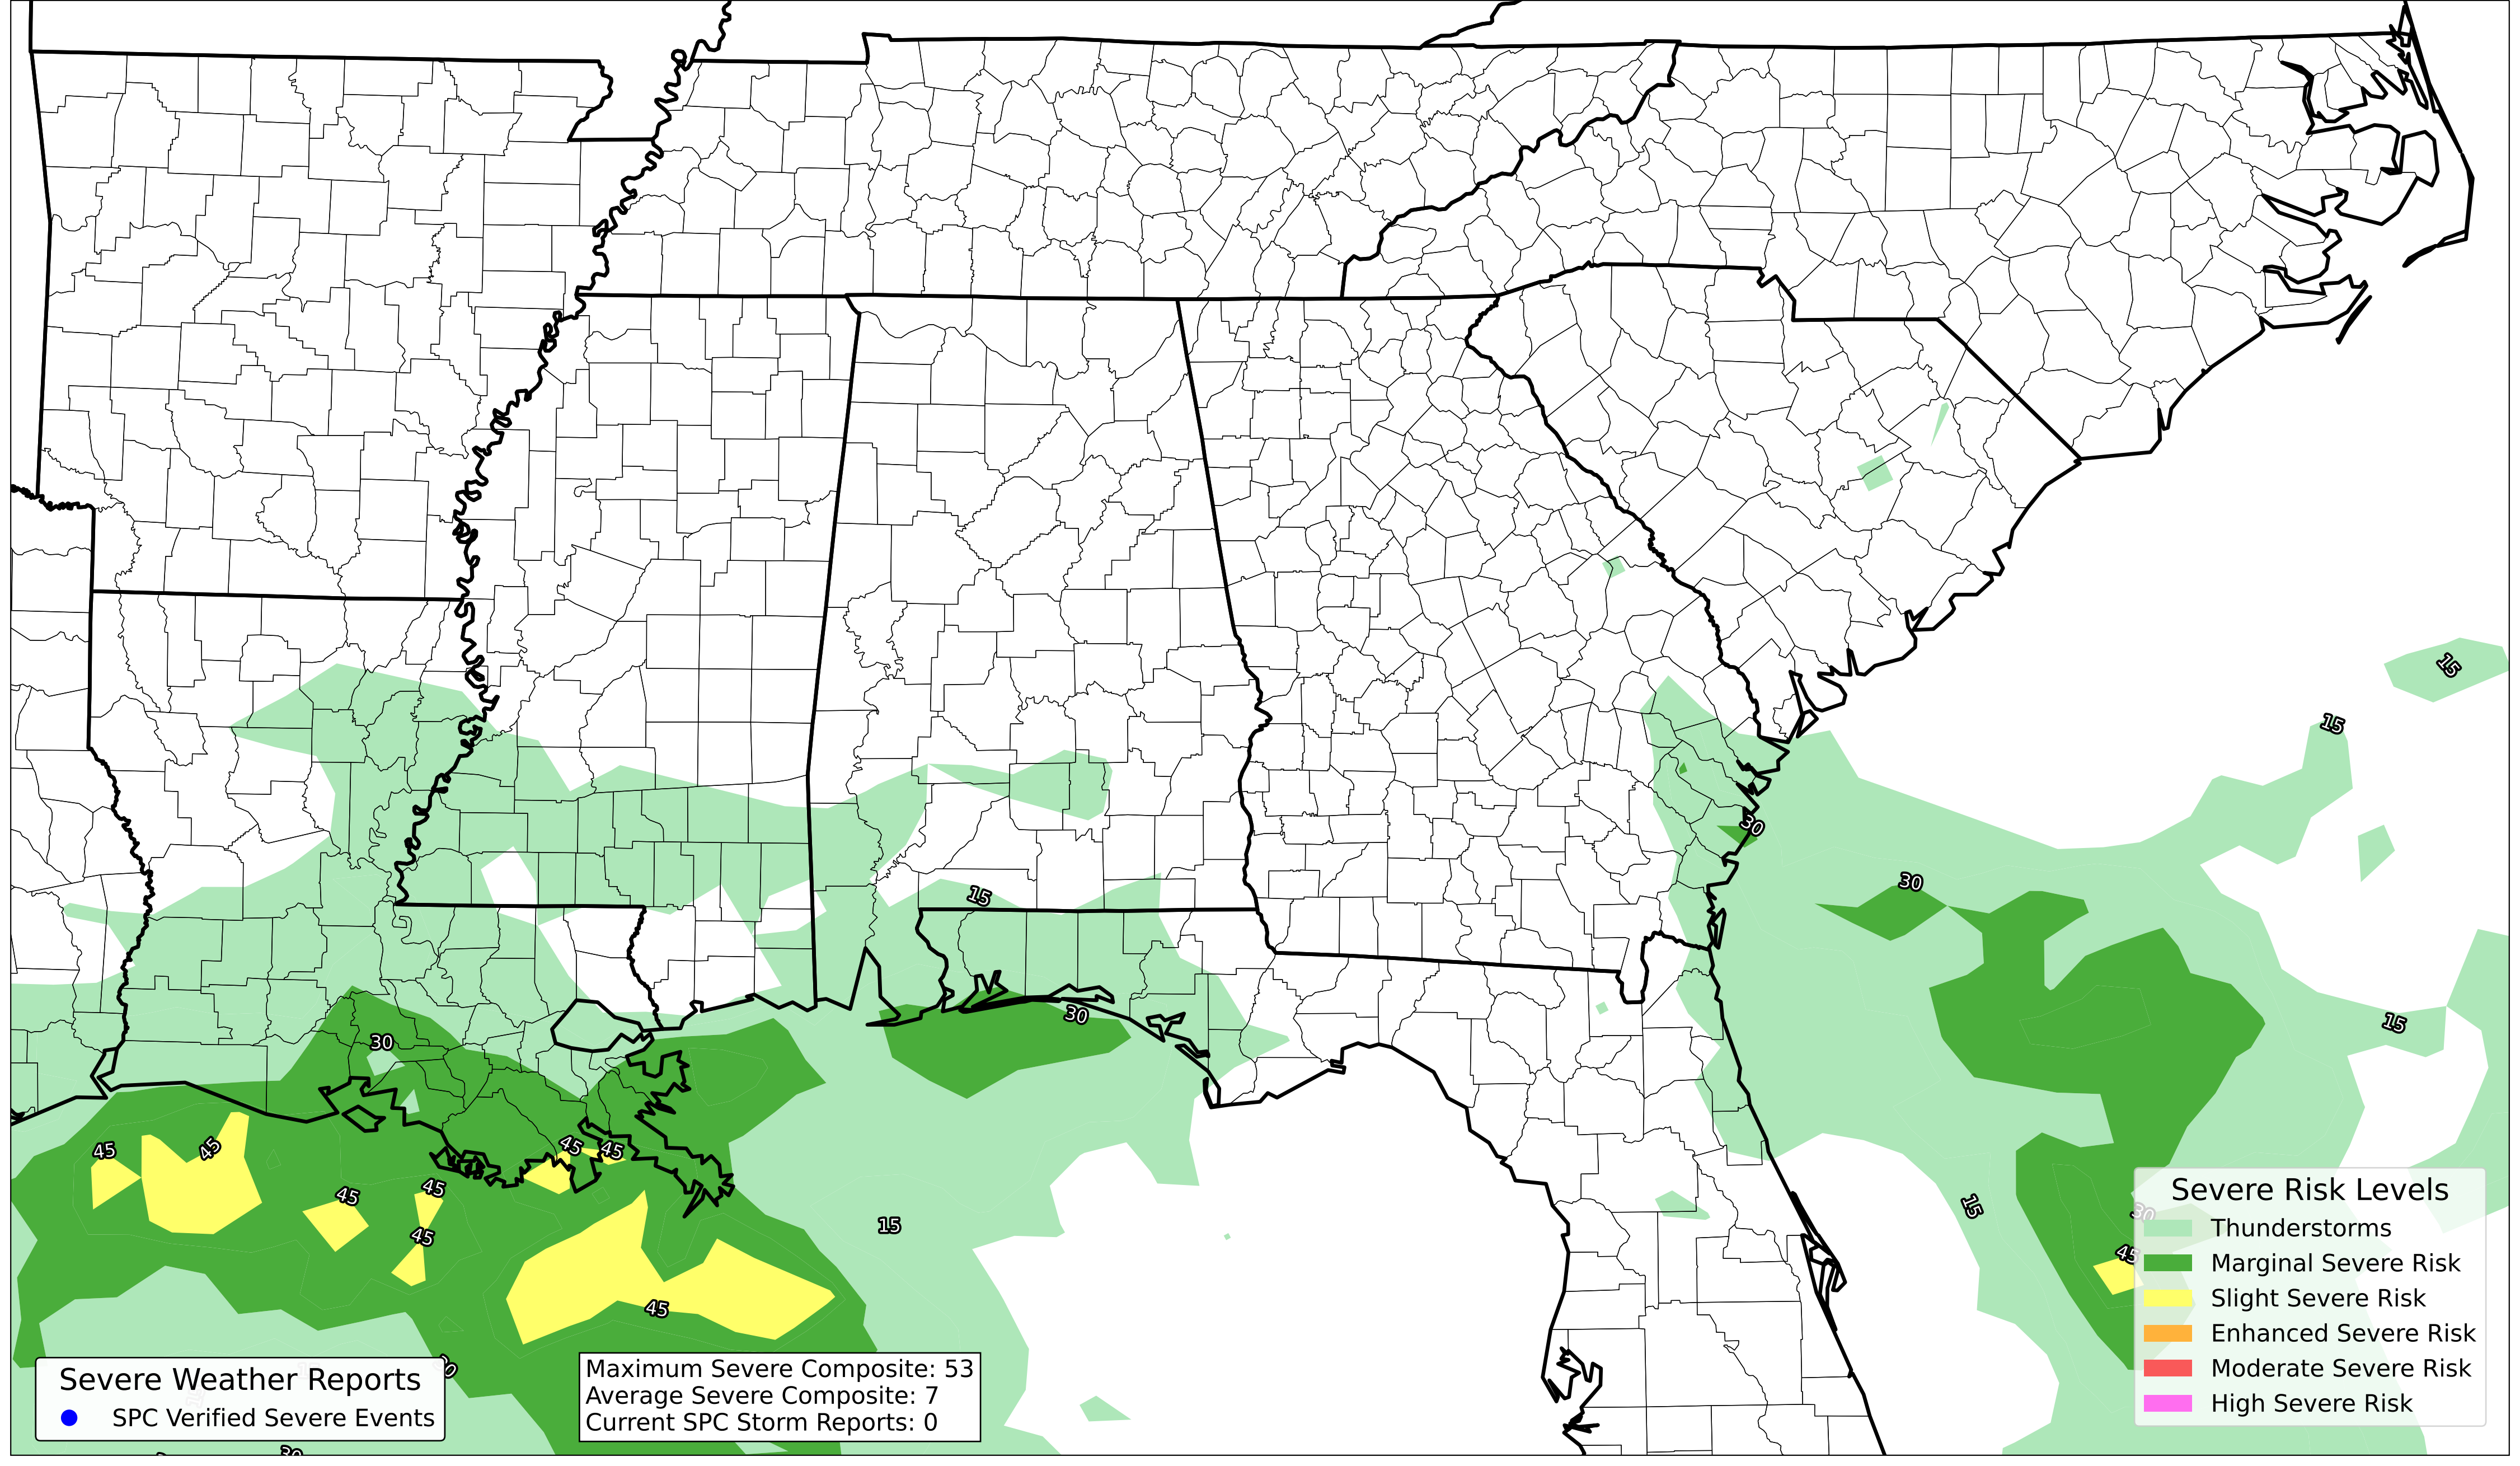 15
15
30
15
30
30
30
15
45
45
45
45
45
45
45
15
15
30
45
45
30
30
Severe Risk Levels
Thunderstorms
Marginal Severe Risk
Slight Severe Risk
Enhanced Severe Risk
Moderate Severe Risk
High Severe Risk
Severe Weather Reports
SPC Verified Severe Events
Maximum Severe Composite: 53
Average Severe Composite: 7
Current SPC Storm Reports: 0